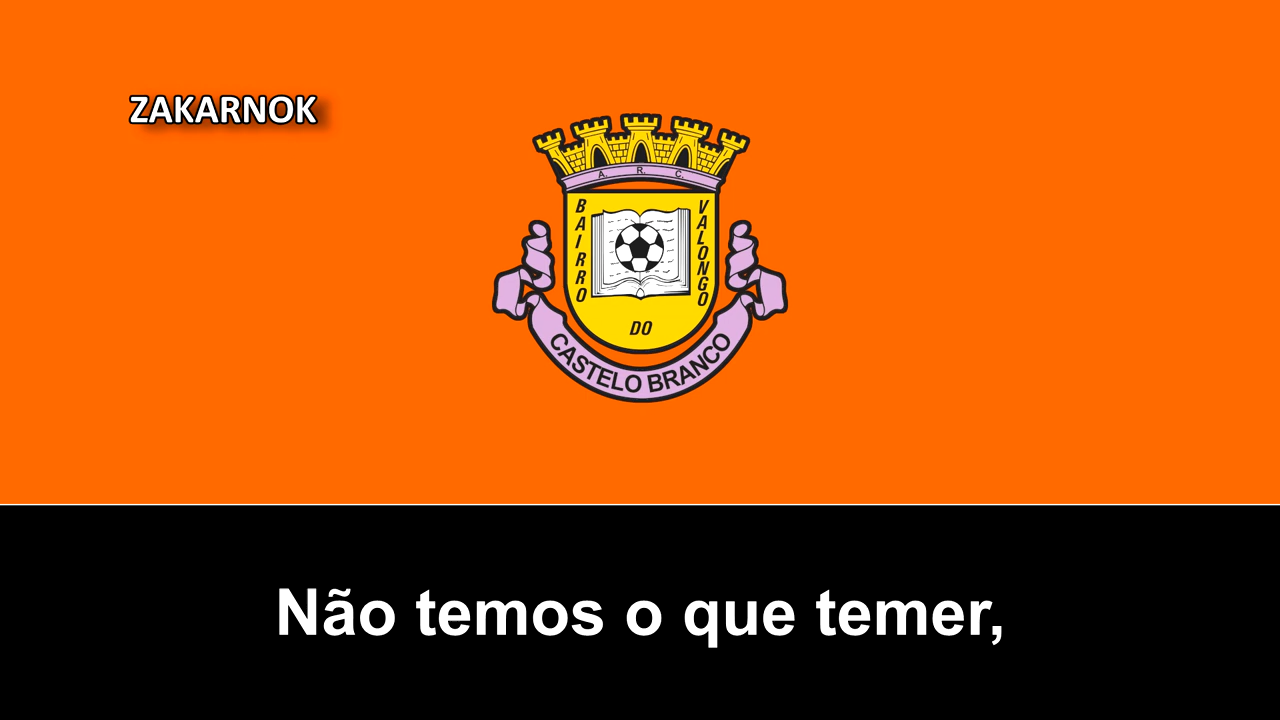 ZAKARNOK
A. R. C.
BAIRRO
DO
VALONGO
CASTELO BRANCO
Não temos o que temer,